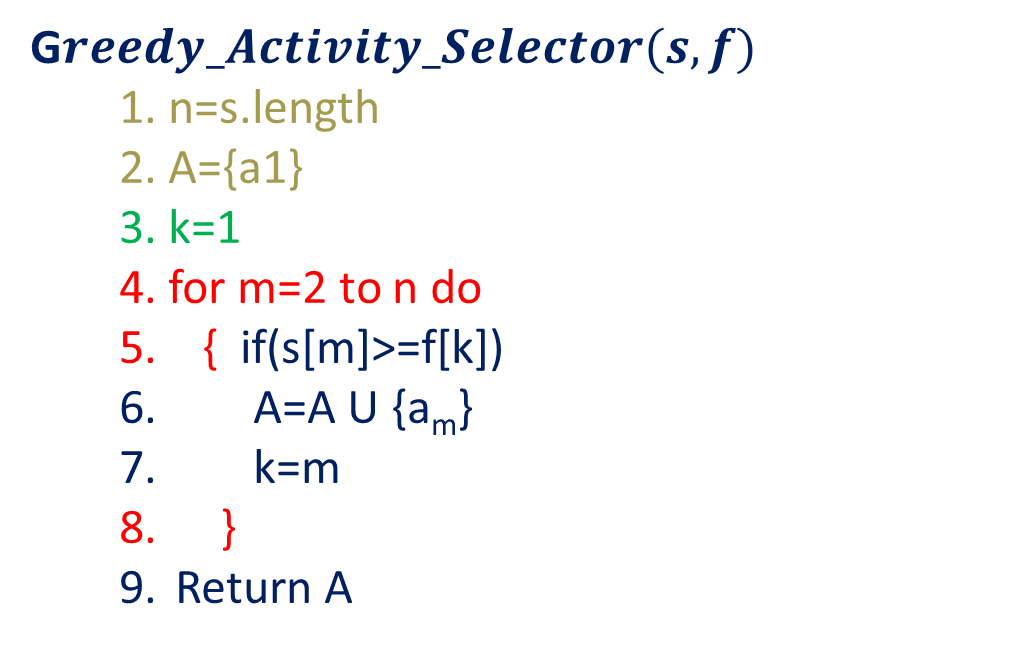 Greedy_Activity_Selector(s, f)
1. n=s.length
2. A={a1}
3. k=1
4. for m=2 to n do
5. { if(s[m]>=f[k])
6. A=A U {aₘ}
7. k=m
8. }
9. Return A